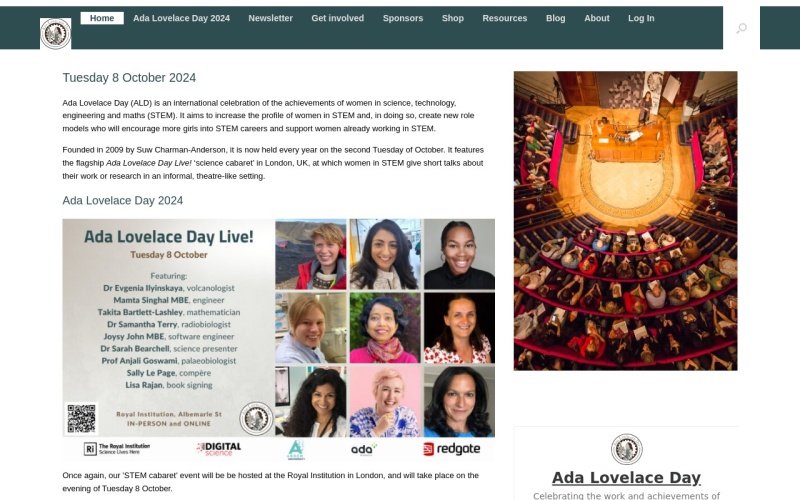 Home Ada Lovelace Day 2024 Newsletter Get involved Sponsors Shop Resources Blog About Log In
Tuesday 8 October 2024
Ada Lovelace Day (ALD) is an international celebration of the achievements of women in science, technology,
engineering and maths (STEM). It aims to increase the profile of women in STEM and, in doing so, create new role
models who will encourage more girls into STEM careers and support women already working in STEM.
Founded in 2009 by Suw Charman-Anderson, it is now held every year on the second Tuesday of October. It features
the flagship Ada Lovelace Day Live! 'science cabaret' in London, UK, at which women in STEM give short talks about
their work or research in an informal, theatre-like setting.
Ada Lovelace Day 2024
Ada Lovelace Day Live!
Tuesday 8 October
Featuring:
Dr Evgenia Ilyinskaya, volcanologist
Mamta Singhal MBE, engineer
Takita Bartlett-Lashley, mathematician
Dr Samantha Terry, radiobiologist
Joysy John MBE, software engineer
Dr Sarah Bearchell, science presenter
Prof Anjali Goswami, palaeobiologist
Sally Le Page, compère
Lisa Rajan, book signing
Royal Institution, Albemarle St
IN-PERSON and ONLINE
Ri The Royal Institution
Science Lives Here
DIGITAL
science
ada
redgate
Once again, our 'STEM cabaret' event will be be hosted at the Royal Institution in London, and will take place on the
evening of Tuesday 8 October.
Ada Lovelace Day
Celebrating the work and achievements of